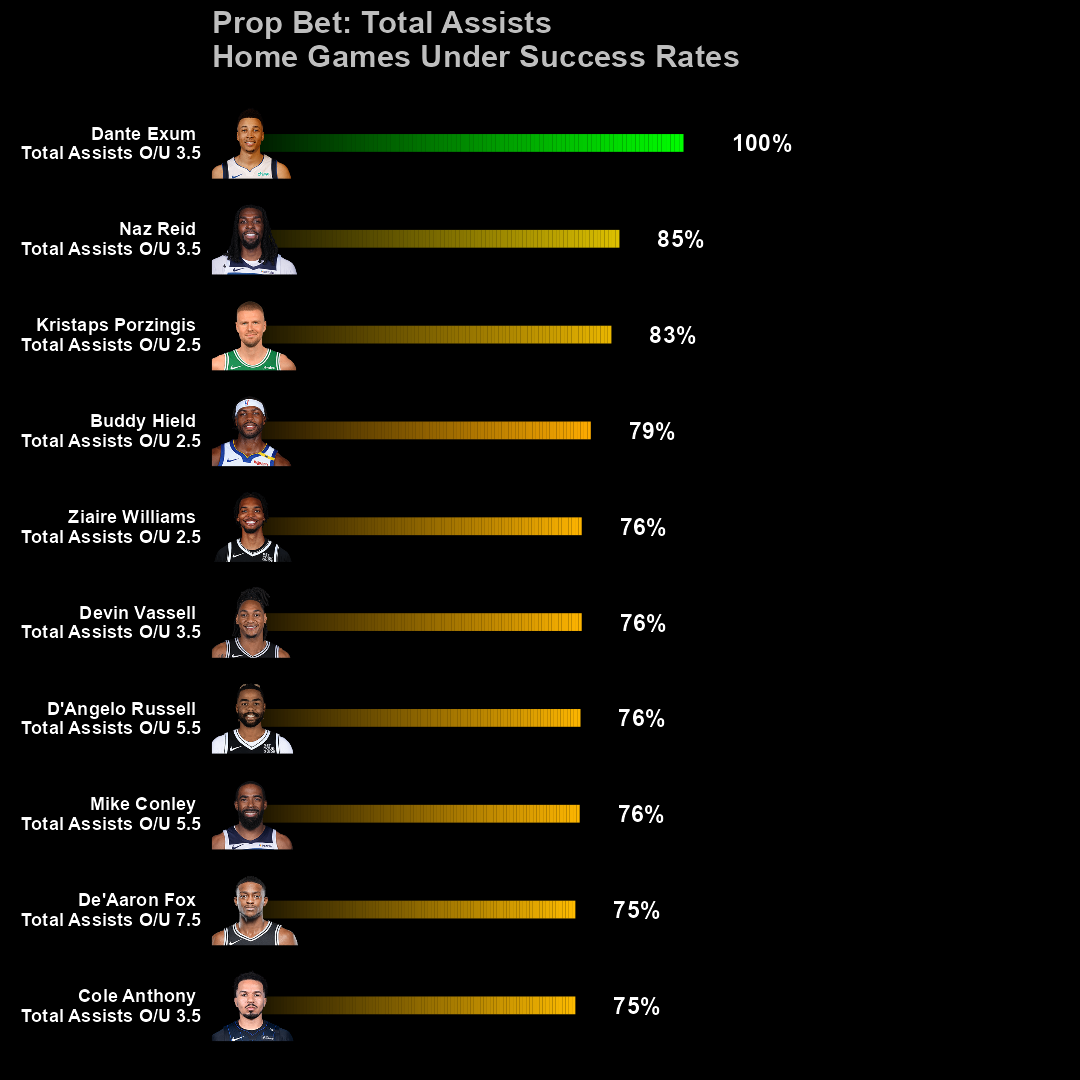 Prop Bet: Total Assists
Home Games Under Success Rates
Dante Exum
Total Assists O/U 3.5
100%
Naz Reid
Total Assists O/U 3.5
85%
Kristaps Porzingis
Total Assists O/U 2.5
83%
Buddy Hield
Total Assists O/U 2.5
79%
Ziaire Williams
Total Assists O/U 2.5
76%
Devin Vassell
Total Assists O/U 3.5
76%
D'Angelo Russell
Total Assists O/U 5.5
76%
Mike Conley
Total Assists O/U 5.5
76%
De'Aaron Fox
Total Assists O/U 7.5
75%
Cole Anthony
Total Assists O/U 3.5
75%